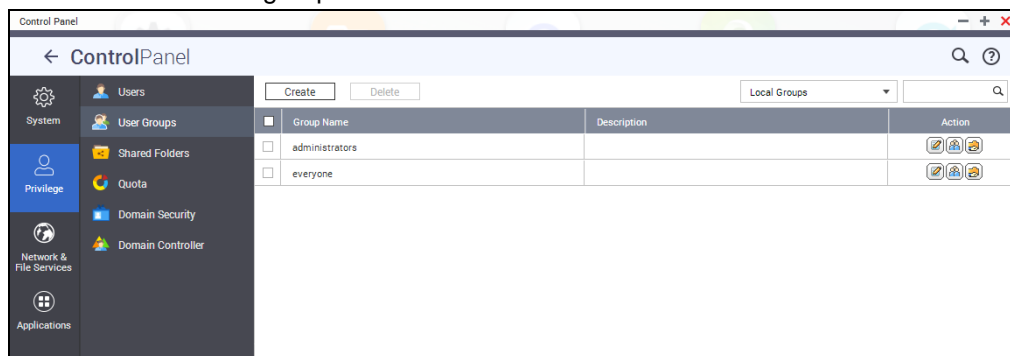 Control Panel
ControlPanel
System
Privilege
Network &
File Services
Applications
Users
User Groups
Shared Folders
Quota
Domain Security
Domain Controller
Create Delete Local Groups
Group Name Description Action
administrators
everyone